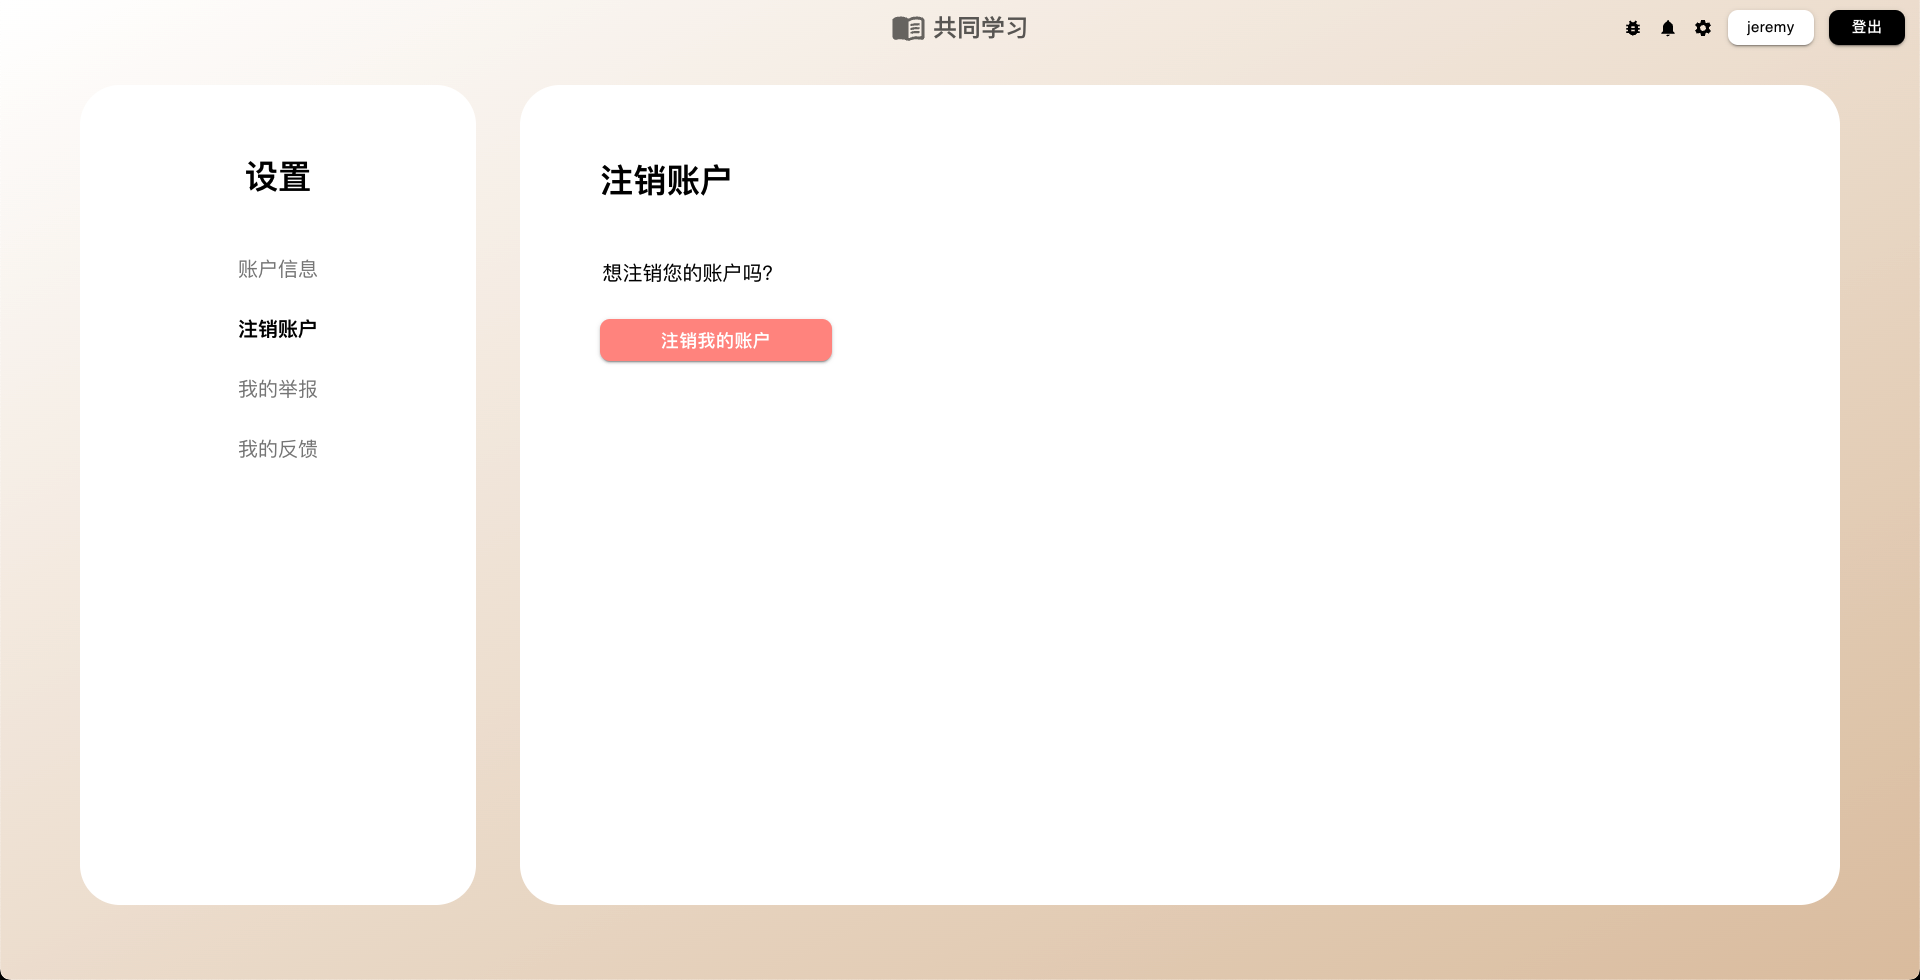 共同学习
jeremy
登出
设置
账户信息
注销账户
我的举报
我的反馈
注销账户
想注销您的账户吗?
注销我的账户